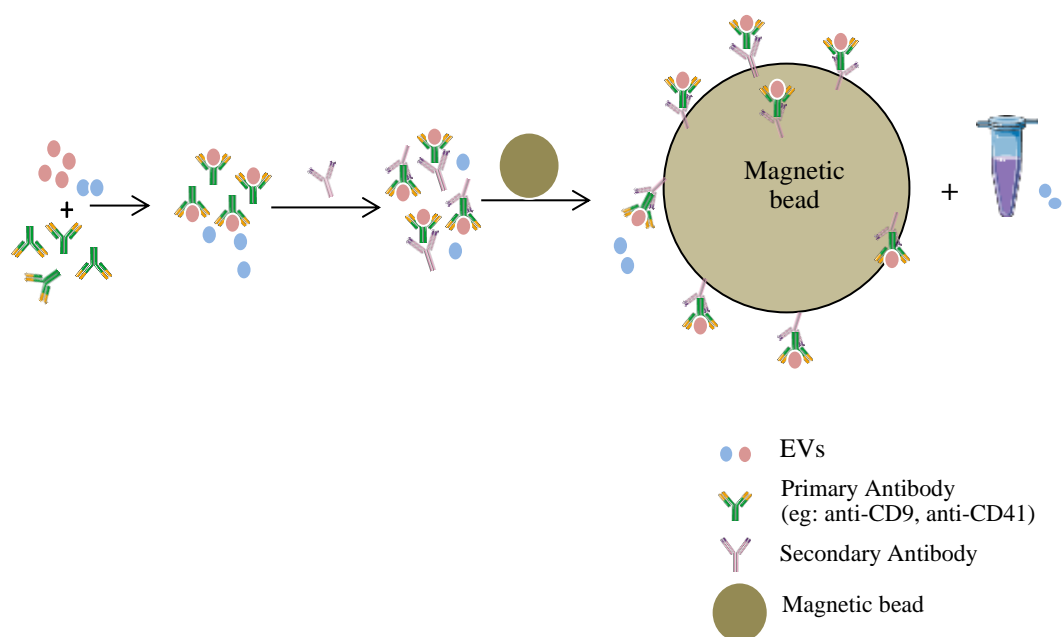 Magnetic
bead
+
+
EVs
Primary Antibody
(eg: anti-CD9, anti-CD41)
Secondary Antibody
Magnetic bead